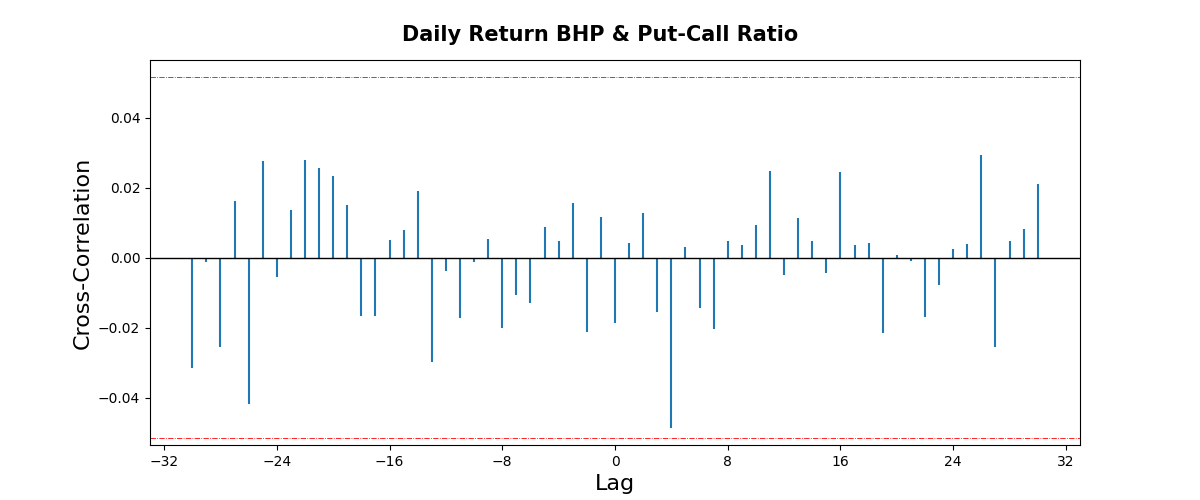 Daily Return BHP & Put-Call Ratio
Cross-Correlation
0.04
0.02
0.00
−0.02
−0.04
−32 −24 −16 −8 0 8 16 24 32
Lag